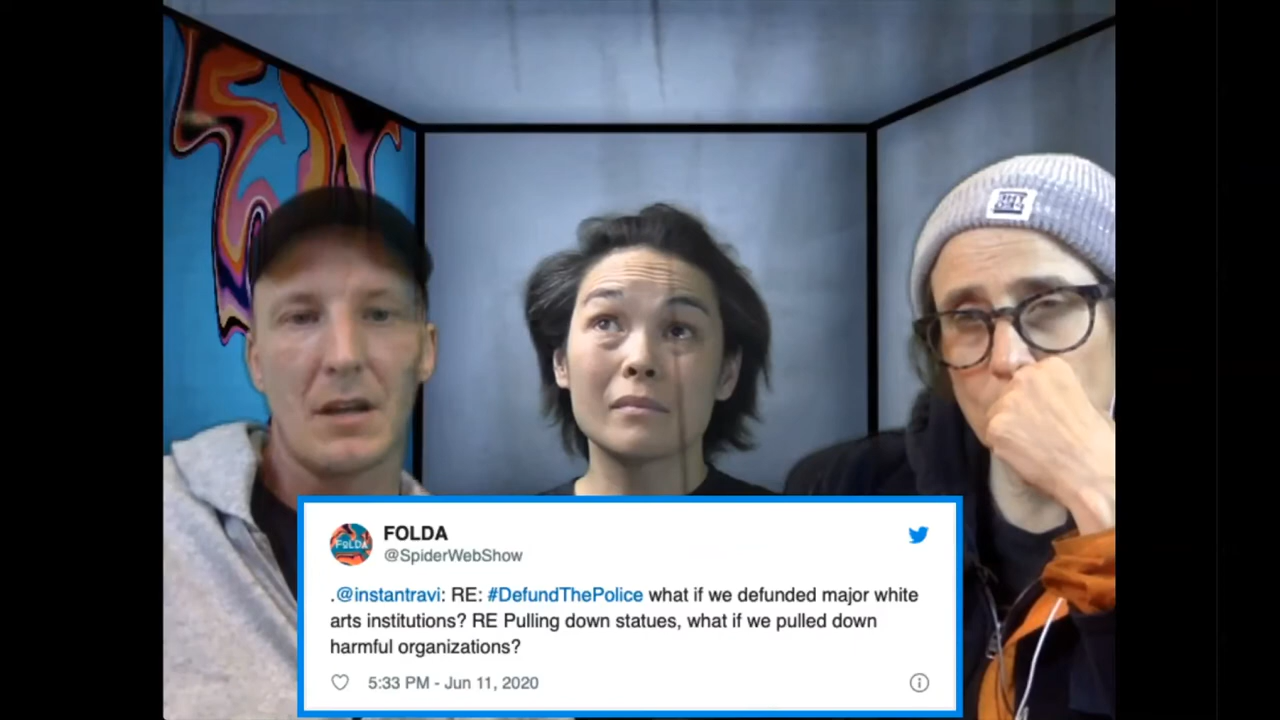 FOLDA
@SpiderWebShow
.@instantravi: RE: #DefundThePolice what if we defunded major white
arts institutions? RE Pulling down statues, what if we pulled down
harmful organizations?
5:33 PM - Jun 11, 2020
FOLDA